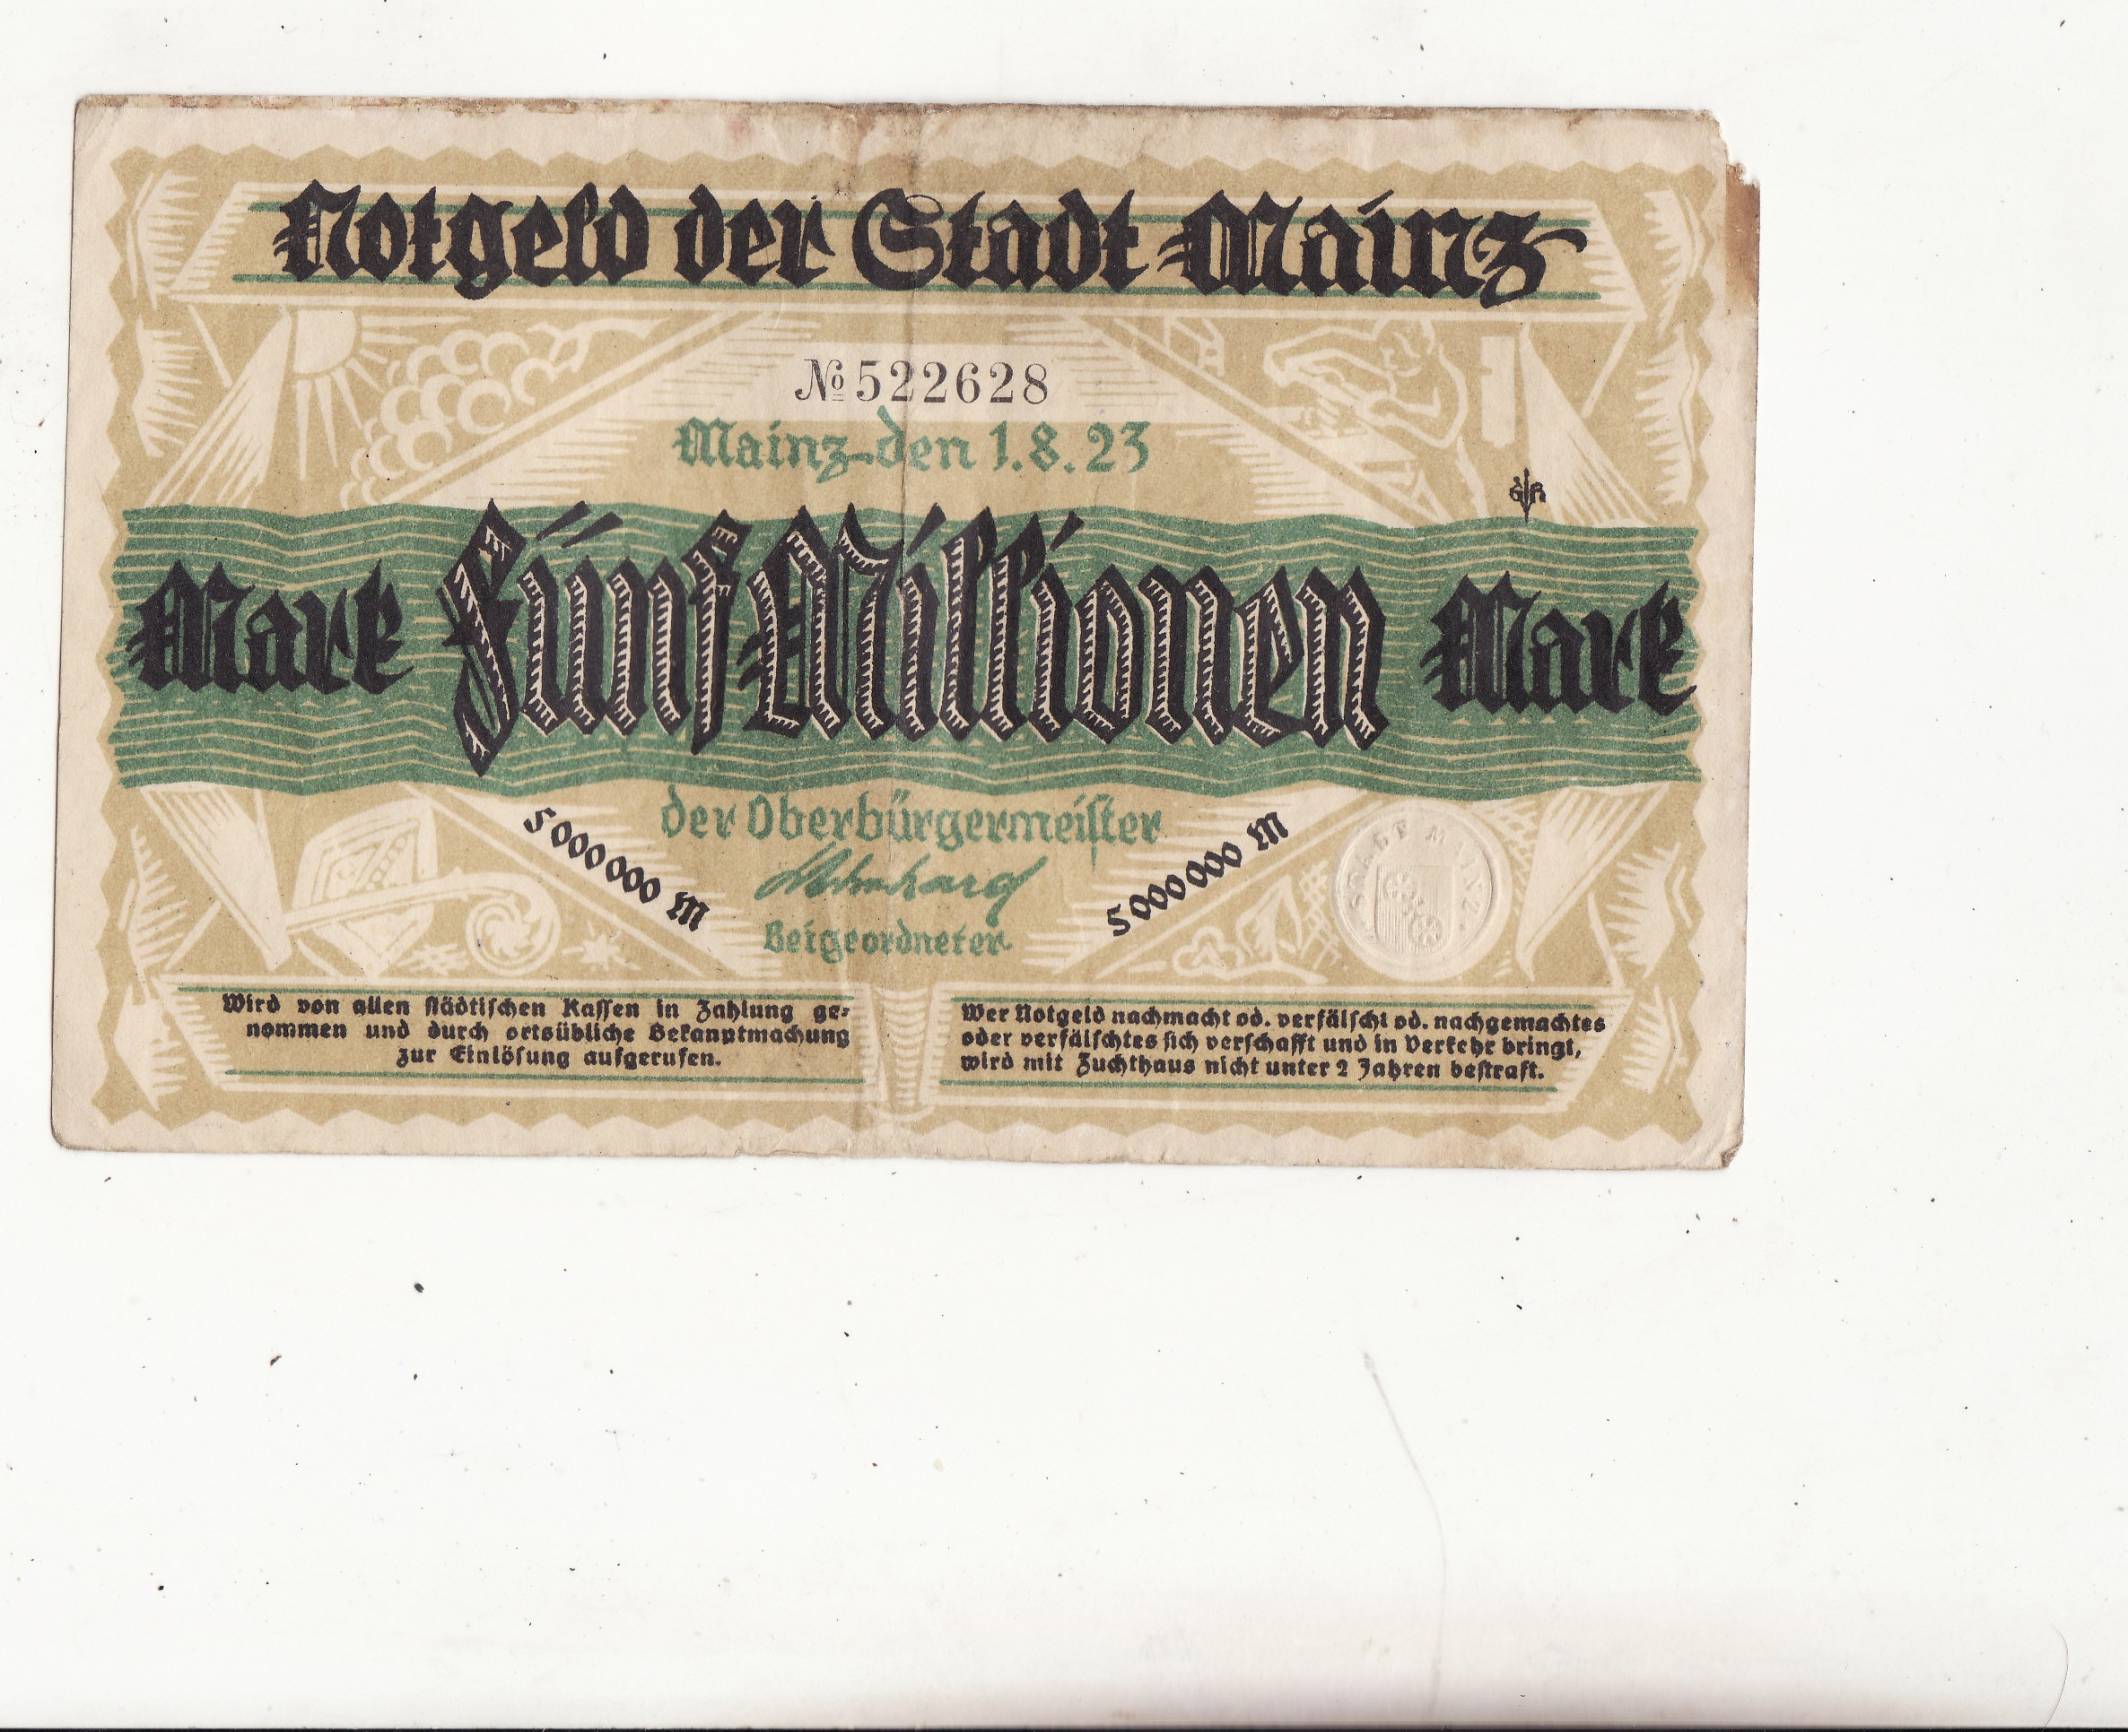 Notgeld der Stadt Mainz
№ 522628
Mainz den 1.8.23
Mark Fünf Millionen Mark
der Oberbürgermeister
5000000 M
5000000 M
Beigeordneter
STADT MAINZ
Wird von allen städtischen Kassen in Zahlung ge-
nommen und durch ortsübliche Bekanntmachung
zur Einlösung aufgerufen.
Wer Notgeld nachmacht od. verfälscht od. nachgemachtes
oder verfälschtes sich verschafft und in Verkehr bringt,
wird mit Zuchthaus nicht unter 2 Jahren bestraft.